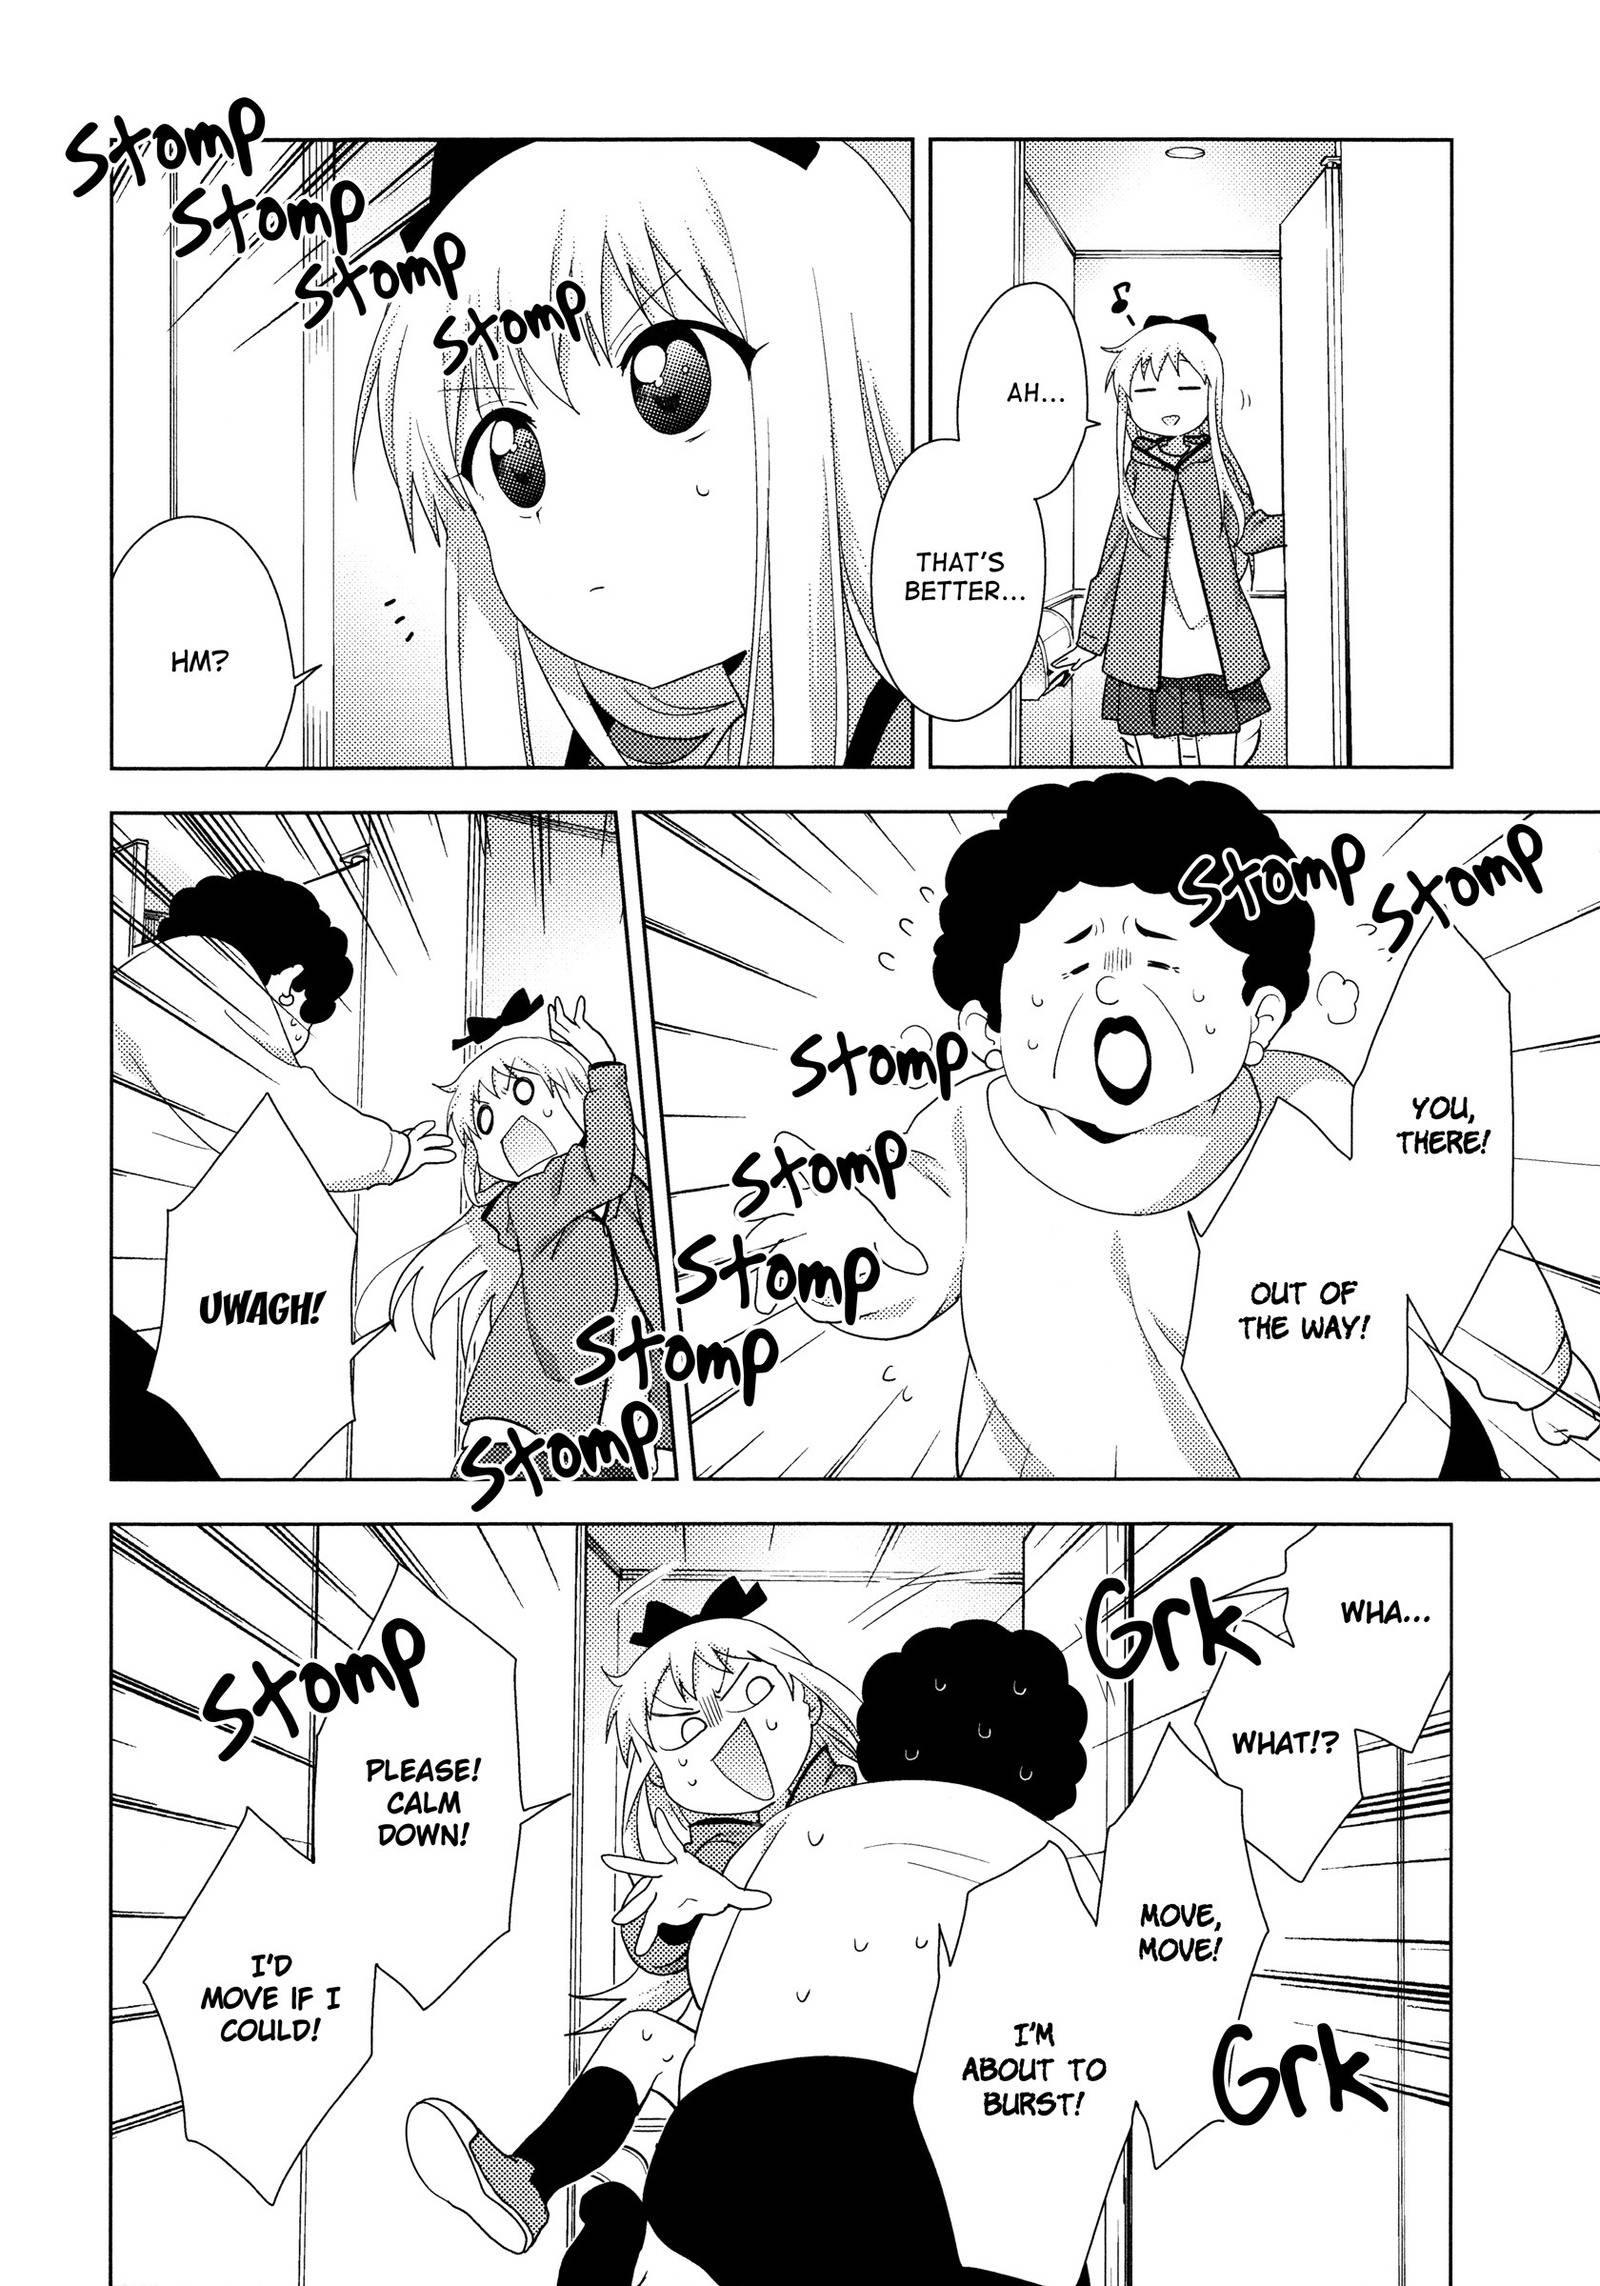 AH...
THAT'S
BETTER...
Stomp
Stomp
Stomp
Stomp
HM?
Stomp
Stomp
YOU,
THERE!
OUT OF
THE WAY!
Stomp
Stomp
Stomp
Stomp
Stomp
UWAGH!
WHA...
WHAT!?
Grk
MOVE,
MOVE!
I'M
ABOUT TO
BURST!
Grk
Stomp
PLEASE!
CALM
DOWN!
I'D
MOVE IF I
COULD!